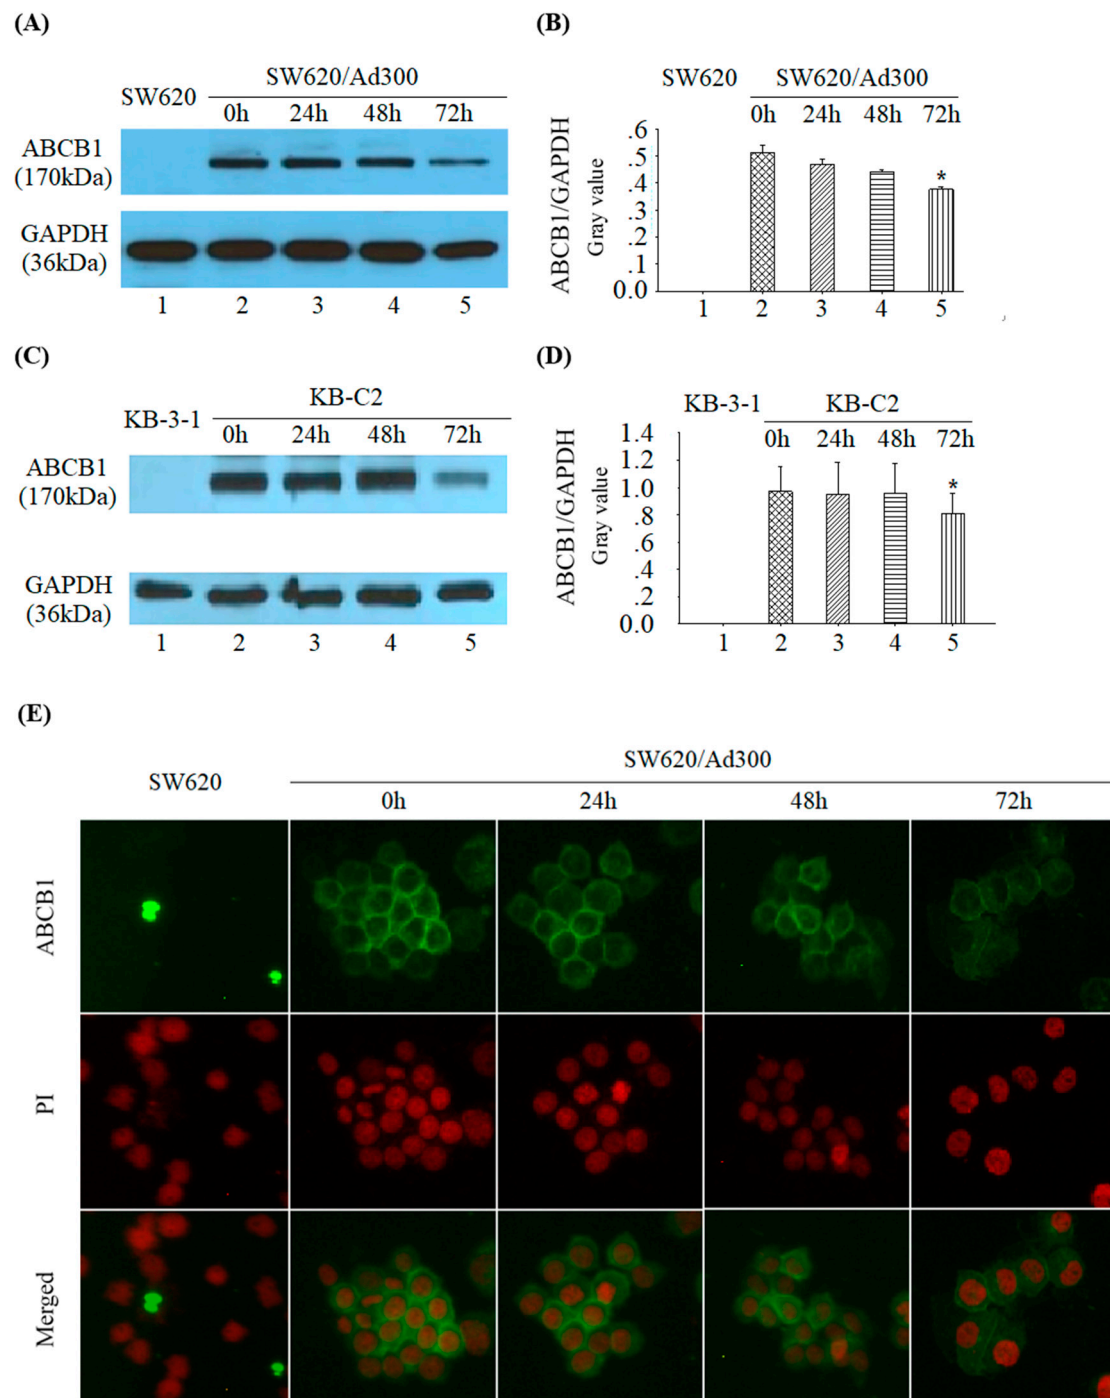 (A)
SW620/Ad300
SW620
0h 24h 48h 72h
ABCB1
(170kDa)
GAPDH
(36kDa)
1 2 3 4 5
(B)
SW620 SW620/Ad300
0h 24h 48h 72h
ABCB1/GAPDH
Gray value
.6
.5
.4
.3
.2
.1
0.0
*
1 2 3 4 5
(C)
KB-C2
KB-3-1
0h 24h 48h 72h
ABCB1
(170kDa)
GAPDH
(36kDa)
1 2 3 4 5
(D)
KB-3-1 KB-C2
0h 24h 48h 72h
ABCB1/GAPDH
Gray value
1.4
1.2
1.0
.8
.6
.4
.2
0.0
*
1 2 3 4 5
(E)
SW620/Ad300
SW620
0h 24h 48h 72h
ABCB1
PI
Merged